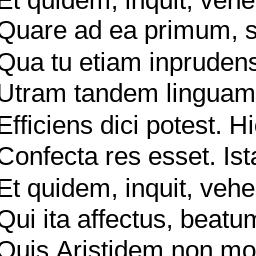 Et quidem, inquit, vehe
Quare ad ea primum, s
Qua tu etiam inprudens
Utram tandem linguam
Efficiens dici potest. Hi
Confecta res esset. Ista
Et quidem, inquit, vehe
Qui ita affectus, beatum
Quis Aristidem non mo